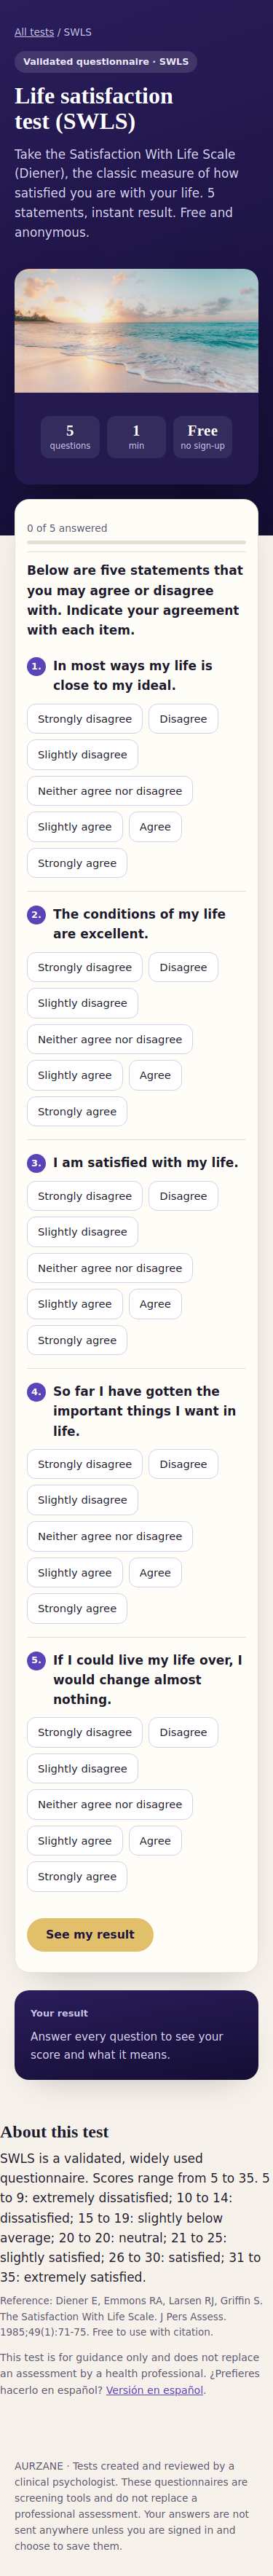 All tests / SWLS
Validated questionnaire · SWLS
Life satisfaction
test (SWLS)
Take the Satisfaction With Life Scale
(Diener), the classic measure of how
satisfied you are with your life. 5
statements, instant result. Free and
anonymous.
5
questions
1
min
Free
no sign-up
0 of 5 answered
Below are five statements that
you may agree or disagree
with. Indicate your agreement
with each item.
1. In most ways my life is
close to my ideal.
Strongly disagree Disagree
Slightly disagree
Neither agree nor disagree
Slightly agree Agree
Strongly agree
2. The conditions of my life
are excellent.
Strongly disagree Disagree
Slightly disagree
Neither agree nor disagree
Slightly agree Agree
Strongly agree
3. I am satisfied with my life.
Strongly disagree Disagree
Slightly disagree
Neither agree nor disagree
Slightly agree Agree
Strongly agree
4. So far I have gotten the
important things I want in
life.
Strongly disagree Disagree
Slightly disagree
Neither agree nor disagree
Slightly agree Agree
Strongly agree
5. If I could live my life over, I
would change almost
nothing.
Strongly disagree Disagree
Slightly disagree
Neither agree nor disagree
Slightly agree Agree
Strongly agree
See my result
Your result
Answer every question to see your
score and what it means.
About this test
SWLS is a validated, widely used
questionnaire. Scores range from 5 to 35. 5
to 9: extremely dissatisfied; 10 to 14:
dissatisfied; 15 to 19: slightly below
average; 20 to 20: neutral; 21 to 25:
slightly satisfied; 26 to 30: satisfied; 31 to
35: extremely satisfied.
Reference: Diener E, Emmons RA, Larsen RJ, Griffin S.
The Satisfaction With Life Scale. J Pers Assess.
1985;49(1):71-75. Free to use with citation.
This test is for guidance only and does not replace
an assessment by a health professional. ¿Prefieres
hacerlo en español? Versión en español.
AURZANE · Tests created and reviewed by a
clinical psychologist. These questionnaires are
screening tools and do not replace a
professional assessment. Your answers are not
sent anywhere unless you are signed in and
choose to save them.